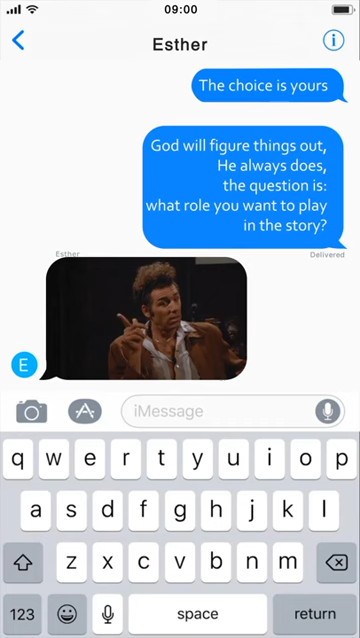 09:00
Esther
The choice is yours
God will figure things out,
He always does,
the question is:
what role you want to play
in the story?
Esther
Delivered
E
iMessage
q w e r t y u i o p
a s d f g h j k l
z x c v b n m
123 space return